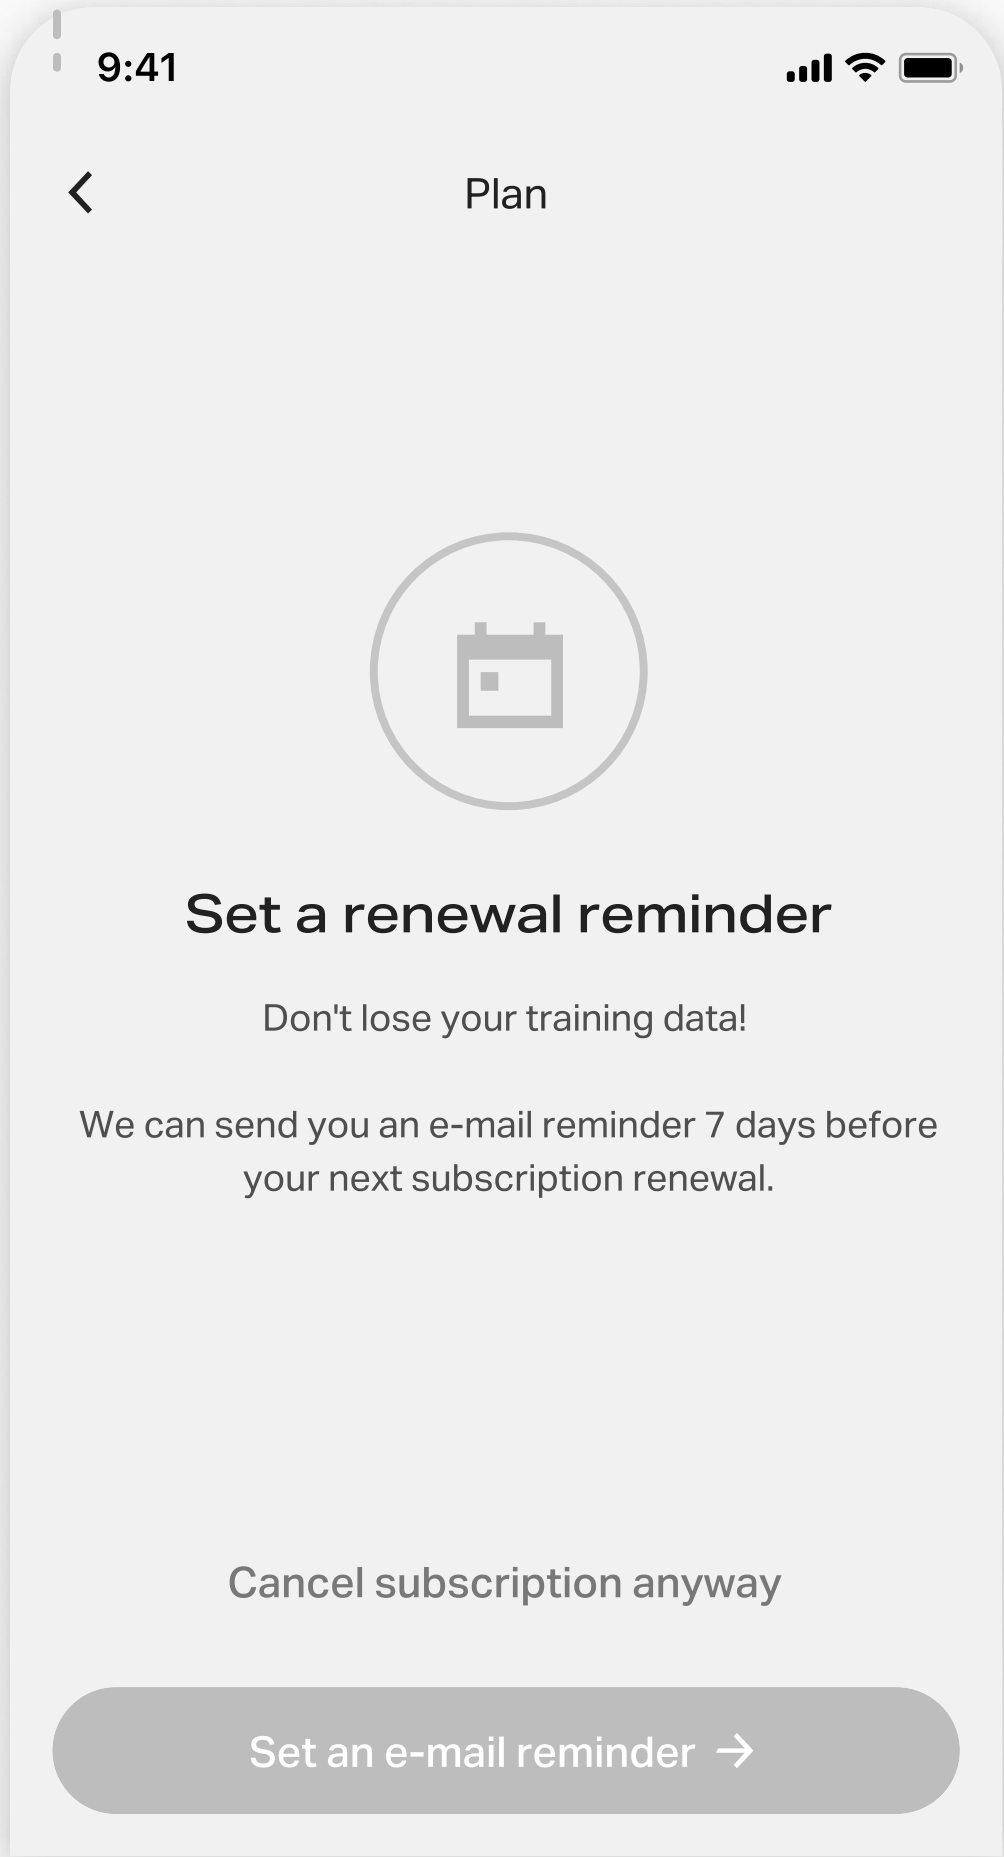 9:41
Plan
Set a renewal reminder
Don't lose your training data!
We can send you an e-mail reminder 7 days before
your next subscription renewal.
Cancel subscription anyway
Set an e-mail reminder →